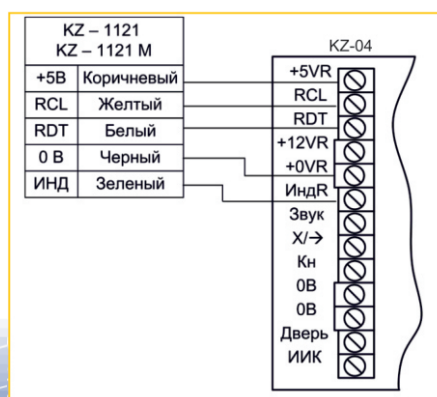 KZ – 1121
KZ – 1121 M
+5В Коричневый
RCL Желтый
RDT Белый
0 В Черный
ИНД Зеленый
KZ-04
+5VR
RCL
RDT
+12VR
+0VR
ИндR
Звук
X/→
Кн
0В
0В
Дверь
ИИК